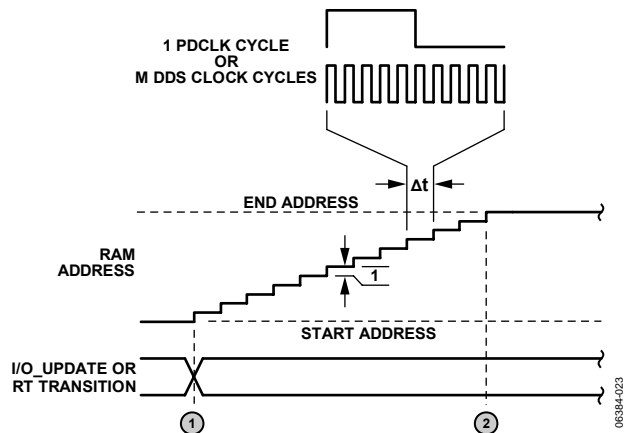 1 PDCLK CYCLE
OR
M DDS CLOCK CYCLES
Δt
END ADDRESS
RAM
ADDRESS
1
START ADDRESS
I/O_UPDATE OR
RT TRANSITION
1
2
06384-023